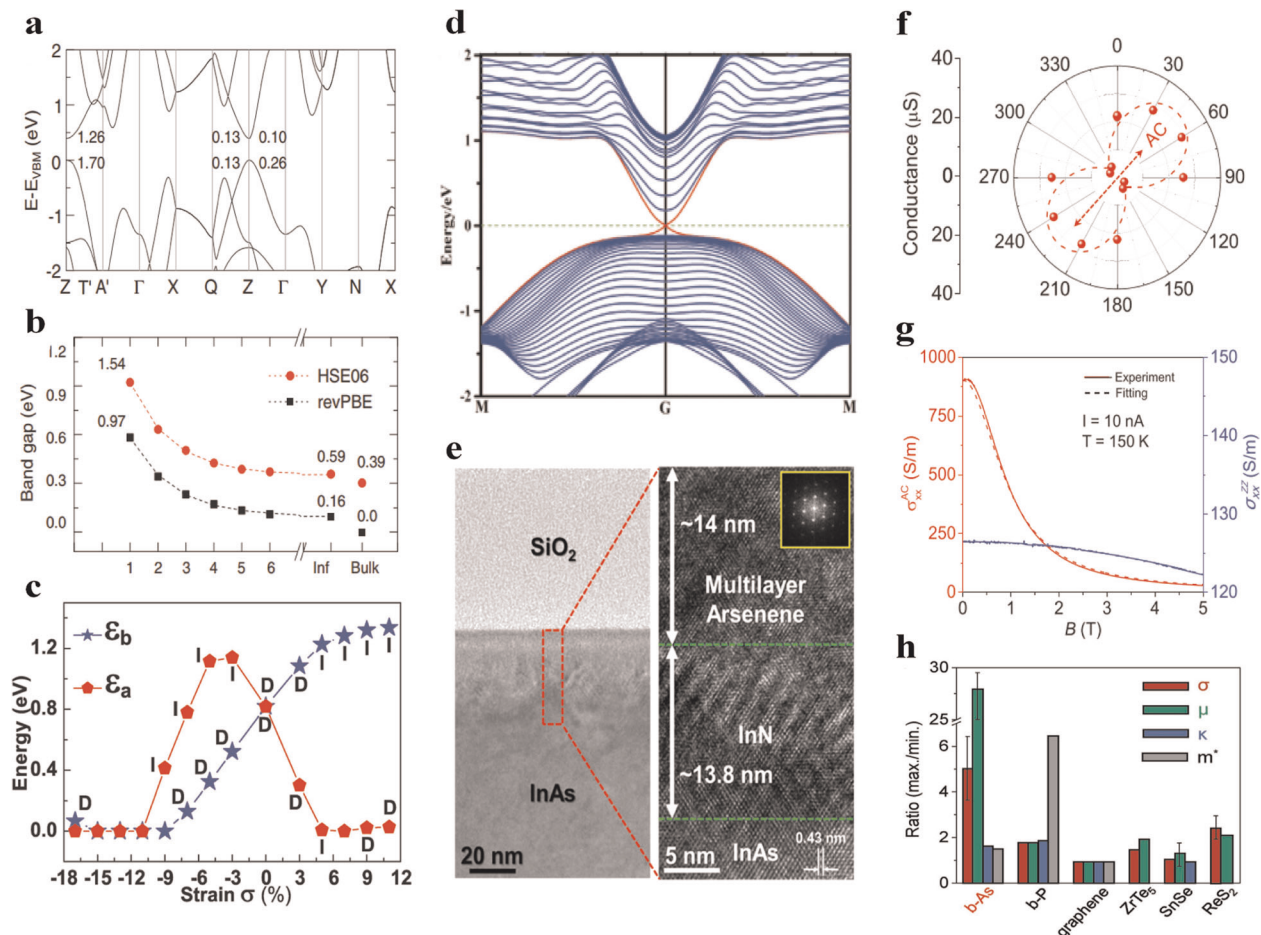 a
2
1
0
-1
-2
E-E_VBM (eV)
1.26
1.70
0.13
0.10
0.13
0.26
Z T' A' Γ X Q Z Γ Y N X
b
1.2
0.9
0.6
0.3
0.0
Band gap (eV)
1.54
0.97
HSE06
revPBE
0.59
0.39
0.16
0.0
1 2 3 4 5 6 Inf Bulk
c
1.2
0.8
0.4
0.0
Energy (eV)
ε_b
ε_a
D D D D D D D I I I I
I I I I D D I D D
-18 -15 -12 -9 -6 -3 0 3 6 9 12
Strain σ (%)
d
2
1
0
-1
-2
Energy/eV
M G M
e
SiO₂
InAs
20 nm
~14 nm
Multilayer
Arsenene
InN
~13.8 nm
0.43 nm
5 nm
InAs
f
40
20
0
20
40
Conductance (μS)
0
30
60
90
120
150
180
210
240
270
300
330
AC
g
1000
750
500
250
0
σ_xx^AC (S/m)
Experiment
Fitting
I = 10 nA
T = 150 K
150
140
130
120
σ_xx^ZZ (S/m)
0 1 2 3 4 5
B (T)
h
30
25
6
4
2
0
Ratio (max./min.)
σ
μ
κ
m*
b-As
b-P
graphene
ZrTe₅
SnSe
ReS₂